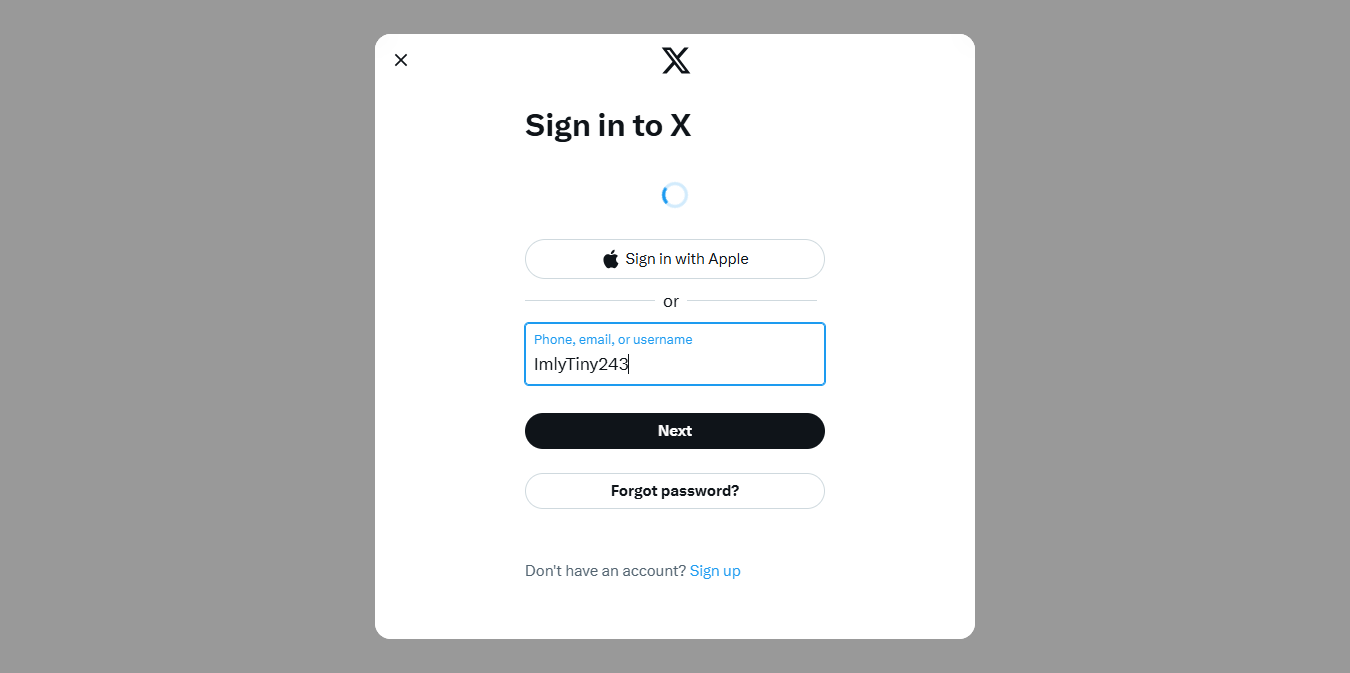 Sign in to X
Sign in with Apple
or
Phone, email, or username
ImlyTiny243
Next
Forgot password?
Don't have an account? Sign up